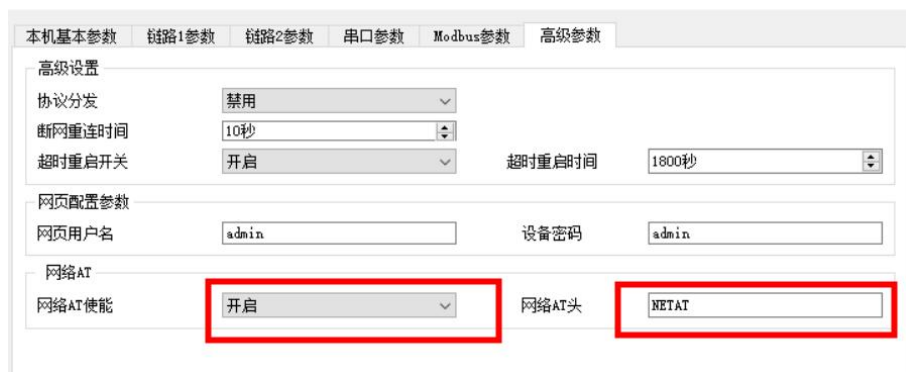 本机基本参数 链路1参数 链路2参数 串口参数 Modbus参数 高级参数
高级设置
协议分发 禁用
断网重连时间 10秒
超时重启开关 开启 超时重启时间 1800秒
网页配置参数
网页用户名 admin 设备密码 admin
网络AT
网络AT使能 开启 网络AT头 NETAT